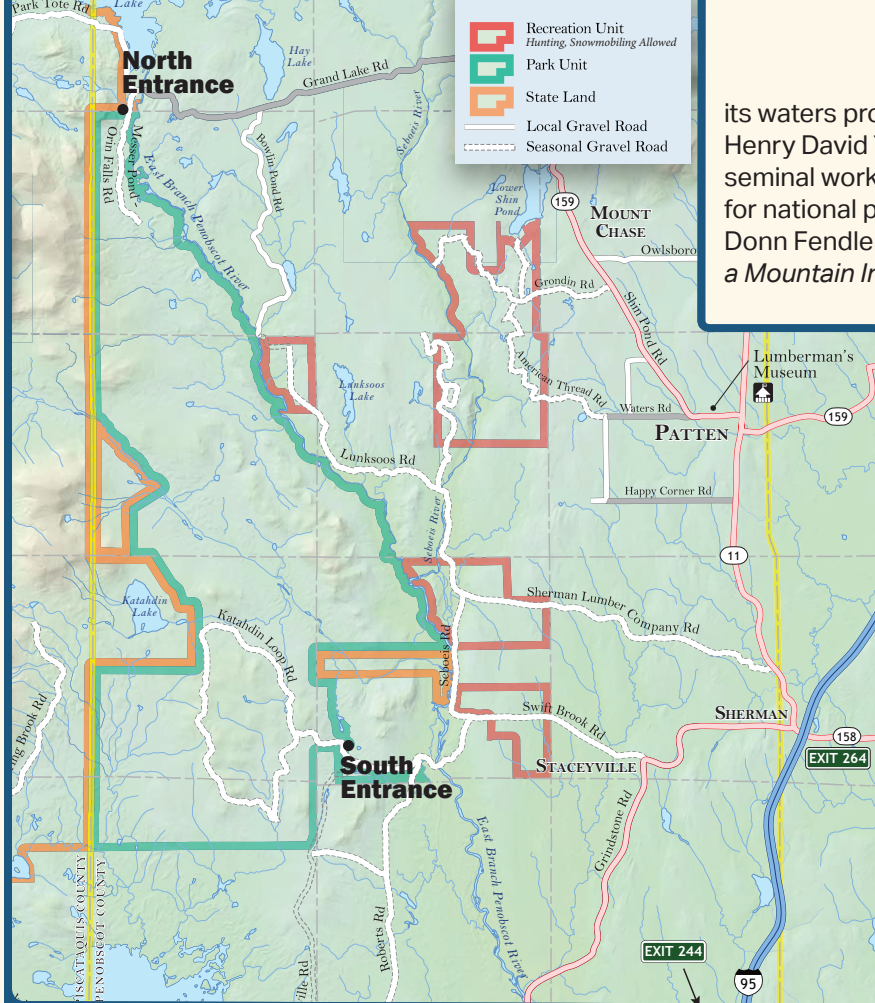 Park Tote Rd
Lake
North
Entrance
Hay
Lake
Grand Lake Rd
Orin Falls Rd
Messer Pond
East Branch Penobscot River
Bowlin Pond Rd
Seboeis River
Recreation Unit
Hunting, Snowmobiling Allowed
Park Unit
State Land
Local Gravel Road
Seasonal Gravel Road
its waters pro
Henry David T
seminal work
for national p
Donn Fendle
a Mountain In
Lower
Shin
Pond
159
MOUNT
CHASE
Owlsboro
Grondin Rd
Shin Pond Rd
American Thread Rd
Lumberman's
Museum
Waters Rd
PATTEN
159
Happy Corner Rd
Lunksoos
Lake
Lunksoos Rd
Seboeis River
11
Katahdin
Lake
Katahdin Loop Rd
Sherman Lumber Company Rd
Seboeis Rd
Swift Brook Rd
SHERMAN
158
EXIT 264
ing Brook Rd
South
Entrance
STACEYVILLE
Grindstone Rd
East Branch Penobscot River
Roberts Rd
ville Rd
ISCATAQUIS COUNTY
PENOBSCOT COUNTY
EXIT 244
95